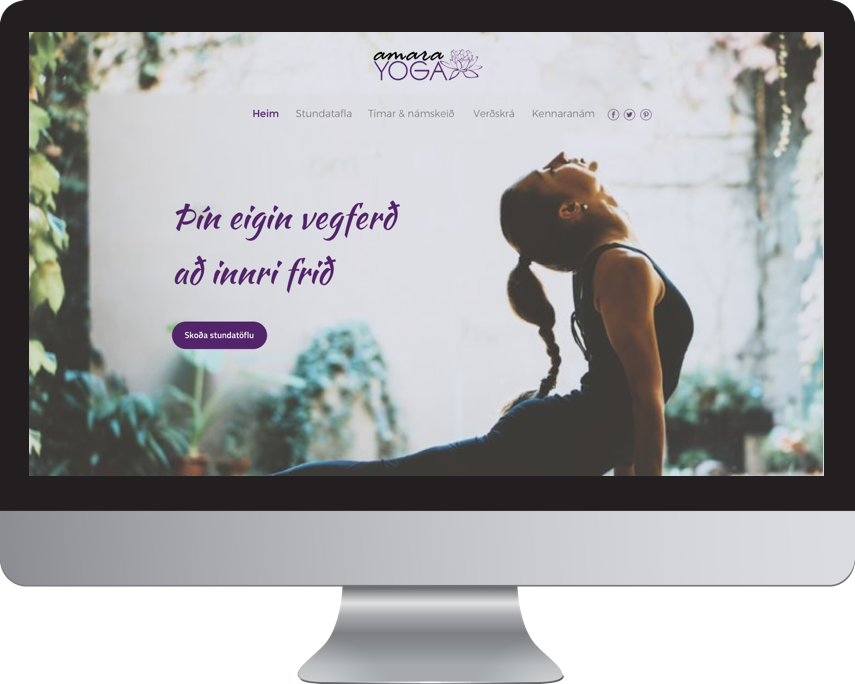 amara
YOGA
Heim Stundatafla Tímar & námskeið Verðskrá Kennaranám
Þín eigin vegferð
að innri frið
Skoða stundatöflu